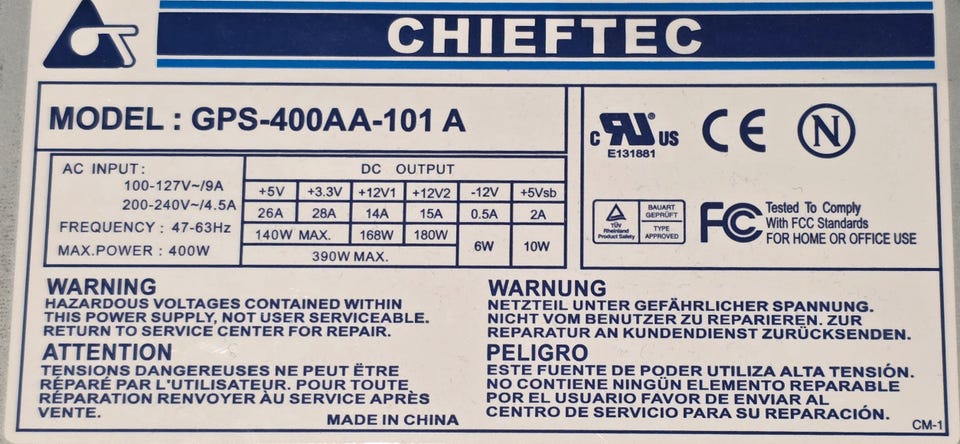 CHIEFTEC
MODEL : GPS-400AA-101 A
AC INPUT:
100-127V~/9A
200-240V~/4.5A
FREQUENCY : 47-63Hz
MAX.POWER : 400W
DC OUTPUT
+5V +3.3V +12V1 +12V2 -12V +5Vsb
26A 28A 14A 15A 0.5A 2A
140W MAX. 168W 180W 6W 10W
390W MAX.
c RU US
E131881
CE
N
TÜV
Rheinland
Product Safety
BAUART
GEPRÜFT
TYPE
APPROVED
FCC
Tested To Comply
With FCC Standards
FOR HOME OR OFFICE USE
WARNING
HAZARDOUS VOLTAGES CONTAINED WITHIN
THIS POWER SUPPLY, NOT USER SERVICEABLE.
RETURN TO SERVICE CENTER FOR REPAIR.
ATTENTION
TENSIONS DANGEREUSES NE PEUT ËTRE
RÉPARÉ PAR L'UTILISATEUR. POUR TOUTE
RÉPARATION RENVOYER AU SERVICE APRÈS
VENTE.
MADE IN CHINA
WARNUNG
NETZTEIL UNTER GEFÄHRLICHER SPANNUNG.
NICHT VOM BENUTZER ZU REPARIEREN. ZUR
REPARATUR AN KUNDENDIENST ZURÜCKSENDEN.
PELIGRO
ESTE FUENTE DE PODER UTILIZA ALTA TENSIÓN.
NO CONTIENE NINGÚN ELEMENTO REPARABLE
POR EL USUARIO FAVOR DE ENVIAR AL
CENTRO DE SERVICIO PARA SU REPARACIÓN.
CM-1